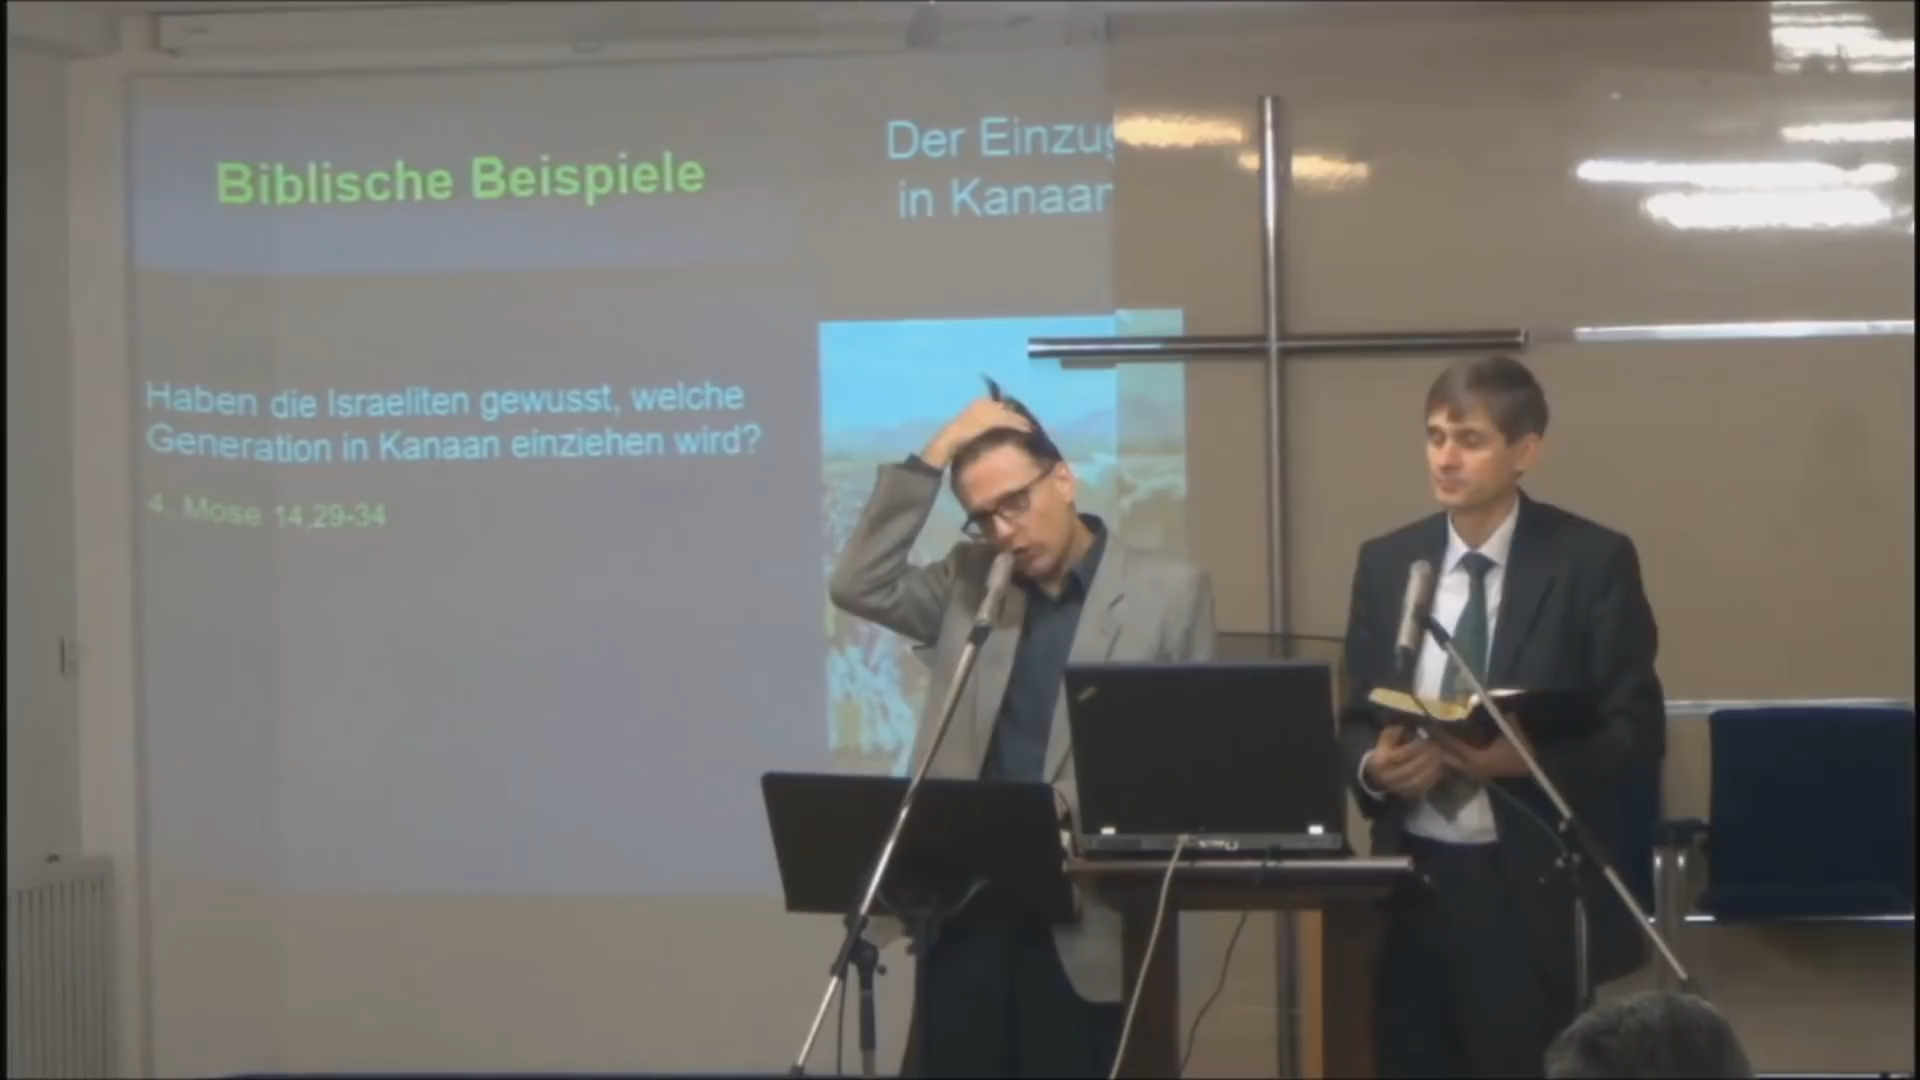 Biblische Beispiele
Der Einzug
in Kanaan
Haben die Israeliten gewusst, welche
Generation in Kanaan einziehen wird?
4. Mose 14,29-34